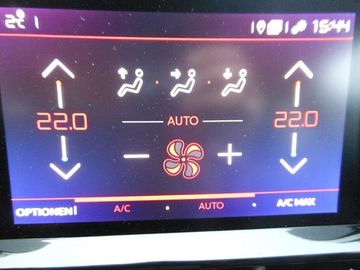 15:44
22.0 22.0
AUTO
OPTIONEN A/C AUTO A/C MAX